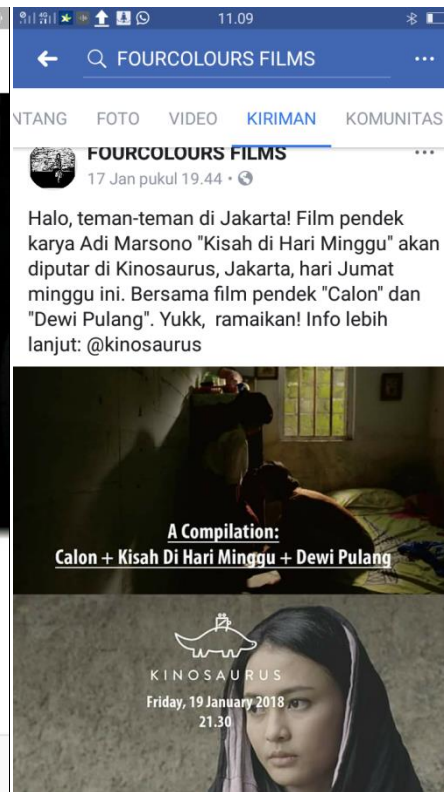 11.09
FOURCOLOURS FILMS
NTANG FOTO VIDEO KIRIMAN KOMUNITAS
FOURCOLOURS FILMS
17 Jan pukul 19.44
Halo, teman-teman di Jakarta! Film pendek
karya Adi Marsono "Kisah di Hari Minggu" akan
diputar di Kinosaurus, Jakarta, hari Jumat
minggu ini. Bersama film pendek "Calon" dan
"Dewi Pulang". Yukk, ramaikan! Info lebih
lanjut: @kinosaurus
A Compilation:
Calon + Kisah Di Hari Minggu + Dewi Pulang
KINOSAURUS
Friday, 19 January 2018
21.30